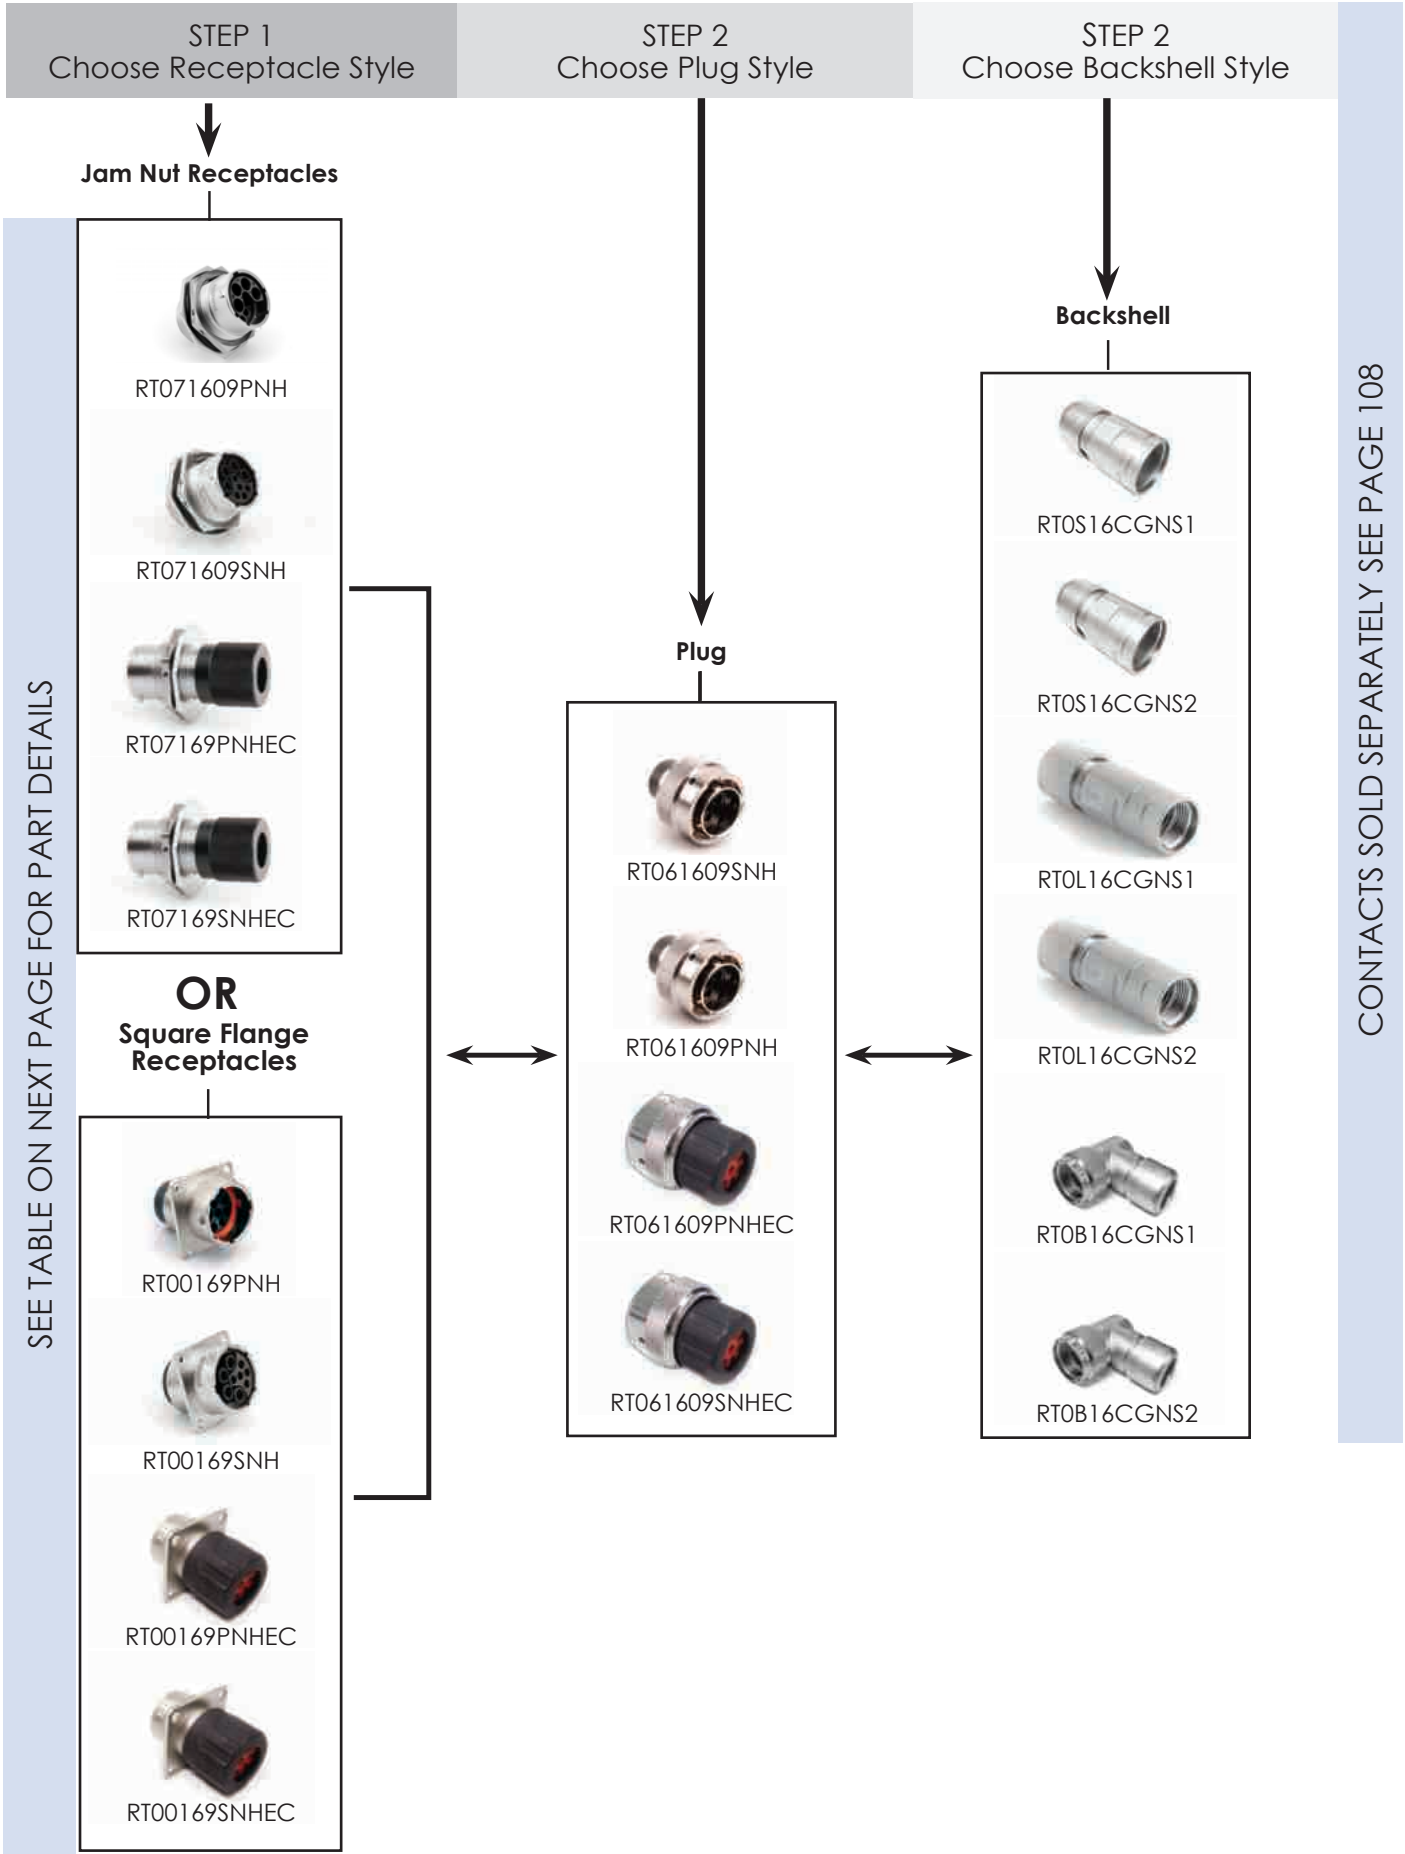 STEP 1
Choose Receptacle Style
STEP 2
Choose Plug Style
STEP 2
Choose Backshell Style
Jam Nut Receptacles
RT071609PNH
RT071609SNH
RT07169PNHEC
RT07169SNHEC
OR
Square Flange
Receptacles
RT00169PNH
RT00169SNH
RT00169PNHEC
RT00169SNHEC
Plug
RT061609SNH
RT061609PNH
RT061609PNHEC
RT061609SNHEC
Backshell
RT0S16CGNS1
RT0S16CGNS2
RT0L16CGNS1
RT0L16CGNS2
RT0B16CGNS1
RT0B16CGNS2
SEE TABLE ON NEXT PAGE FOR PART DETAILS
CONTACTS SOLD SEPARATELY SEE PAGE 108